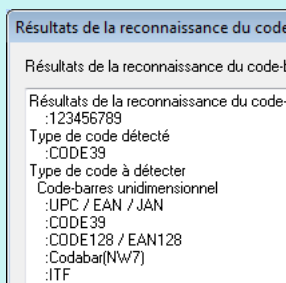 Résultats de la reconnaissance du code
Résultats de la reconnaissance du code-
Résultats de la reconnaissance du code-
:123456789
Type de code détecté
:CODE39
Type de code à détecter
Code-barres unidimensionnel
:UPC / EAN / JAN
:CODE39
:CODE128 / EAN128
:Codabar(NW7)
:ITF